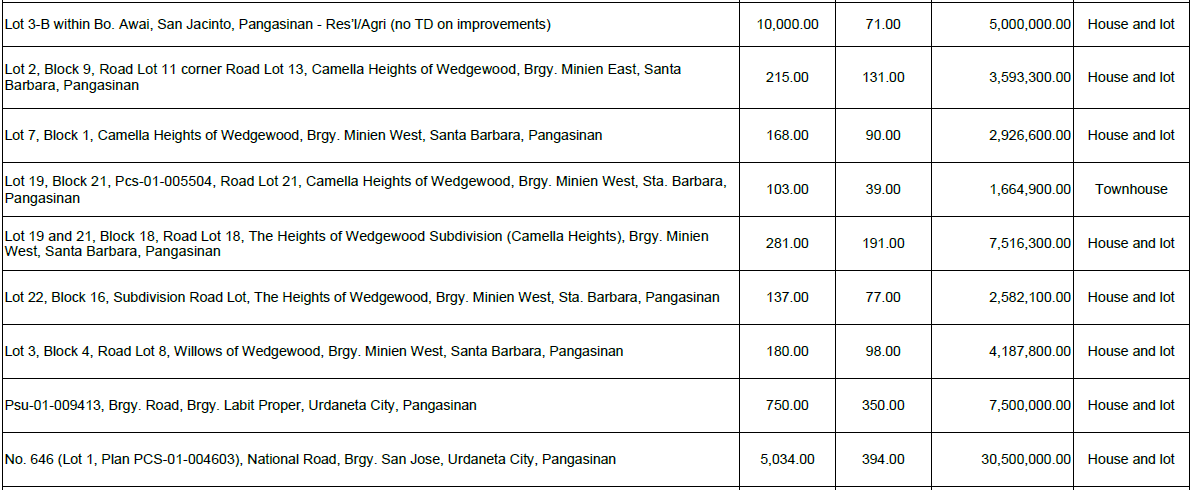 Lot 3-B within Bo. Awai, San Jacinto, Pangasinan - Res'l/Agri (no TD on improvements) 10,000.00 71.00 5,000,000.00 House and lot
Lot 2, Block 9, Road Lot 11 corner Road Lot 13, Camella Heights of Wedgewood, Brgy. Minien East, Santa
Barbara, Pangasinan 215.00 131.00 3,593,300.00 House and lot
Lot 7, Block 1, Camella Heights of Wedgewood, Brgy. Minien West, Santa Barbara, Pangasinan 168.00 90.00 2,926,600.00 House and lot
Lot 19, Block 21, Pcs-01-005504, Road Lot 21, Camella Heights of Wedgewood, Brgy. Minien West, Sta. Barbara,
Pangasinan 103.00 39.00 1,664,900.00 Townhouse
Lot 19 and 21, Block 18, Road Lot 18, The Heights of Wedgewood Subdivision (Camella Heights), Brgy. Minien
West, Santa Barbara, Pangasinan 281.00 191.00 7,516,300.00 House and lot
Lot 22, Block 16, Subdivision Road Lot, The Heights of Wedgewood, Brgy. Minien West, Sta. Barbara, Pangasinan 137.00 77.00 2,582,100.00 House and lot
Lot 3, Block 4, Road Lot 8, Willows of Wedgewood, Brgy. Minien West, Santa Barbara, Pangasinan 180.00 98.00 4,187,800.00 House and lot
Psu-01-009413, Brgy. Road, Brgy. Labit Proper, Urdaneta City, Pangasinan 750.00 350.00 7,500,000.00 House and lot
No. 646 (Lot 1, Plan PCS-01-004603), National Road, Brgy. San Jose, Urdaneta City, Pangasinan 5,034.00 394.00 30,500,000.00 House and lot